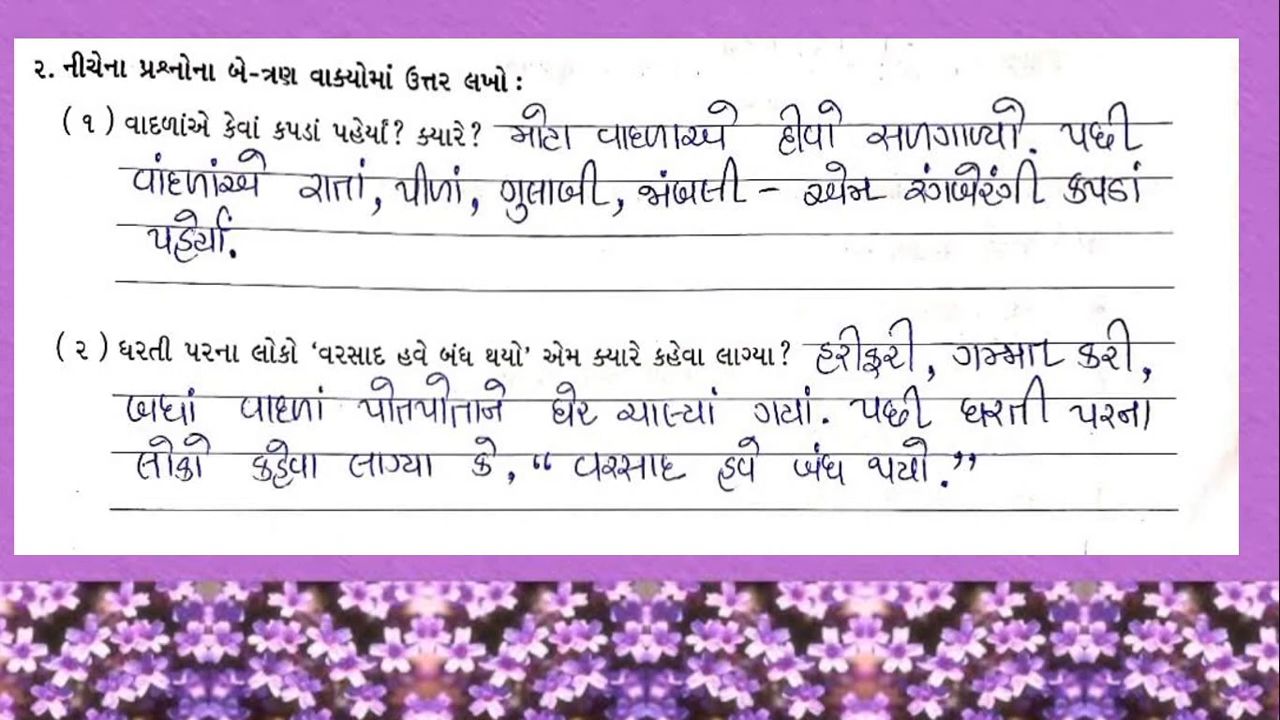 ૨. નીચેના પ્રશ્નોના બે-ત્રણ વાક્યોમાં ઉત્તર લખો :
( ૧ ) વાદળાંએ કેવાં કપડાં પહેર્યાં? ક્યારે? મોટા વાદળાએ દીવો સળગાળ્યો. પછી
વાંદળાંએ રાતાં, પીળાં, ગુલાબી, જાંબલી – એમ રંગબેરંગી કપડાં
પહેર્યાં.
( ૨ ) ધરતી પરના લોકો ‘વરસાદ હવે બંધ થયો’ એમ ક્યારે કહેવા લાગ્યા? હરીફરી, ગમ્માત કરી,
બધાં વાદળાં પોતપોતાને ઘેર ચાલ્યાં ગયાં. પછી ધરતી પરના
લોકો કહેવા લાગ્યા કે, “ વરસાદ હવે બંધ થયો.”